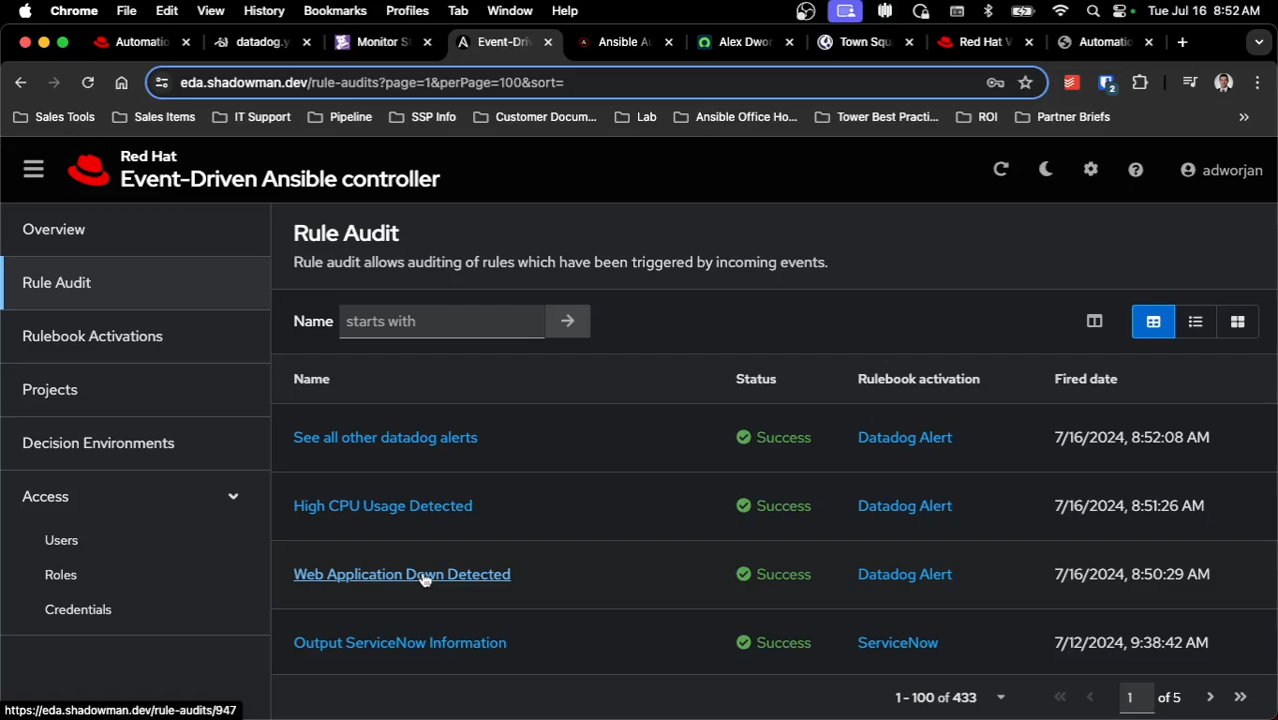 Chrome File Edit View History Bookmarks Profiles Tab Window Help Tue Jul 16 8:52 AM
Automatio datadog.y Monitor S Event-Dri Ansible Au Alex Dwor Town Squ Red Hat V Automatio
eda.shadowman.dev/rule-audits?page=1&perPage=100&sort=
2
Sales Tools Sales Items IT Support Pipeline SSP Info Customer Docum... Lab Ansible Office Ho... Tower Best Practi... ROI Partner Briefs »
Red Hat
Event-Driven Ansible controller
adworjan
Overview
Rule Audit
Rulebook Activations
Projects
Decision Environments
Access
Users
Roles
Credentials
Rule Audit
Rule audit allows auditing of rules which have been triggered by incoming events.
Name starts with
Name Status Rulebook activation Fired date
See all other datadog alerts Success Datadog Alert 7/16/2024, 8:52:08 AM
High CPU Usage Detected Success Datadog Alert 7/16/2024, 8:51:26 AM
Web Application Down Detected Success Datadog Alert 7/16/2024, 8:50:29 AM
Output ServiceNow Information Success ServiceNow 7/12/2024, 9:38:42 AM
1 - 100 of 433 1 of 5
https://eda.shadowman.dev/rule-audits/947